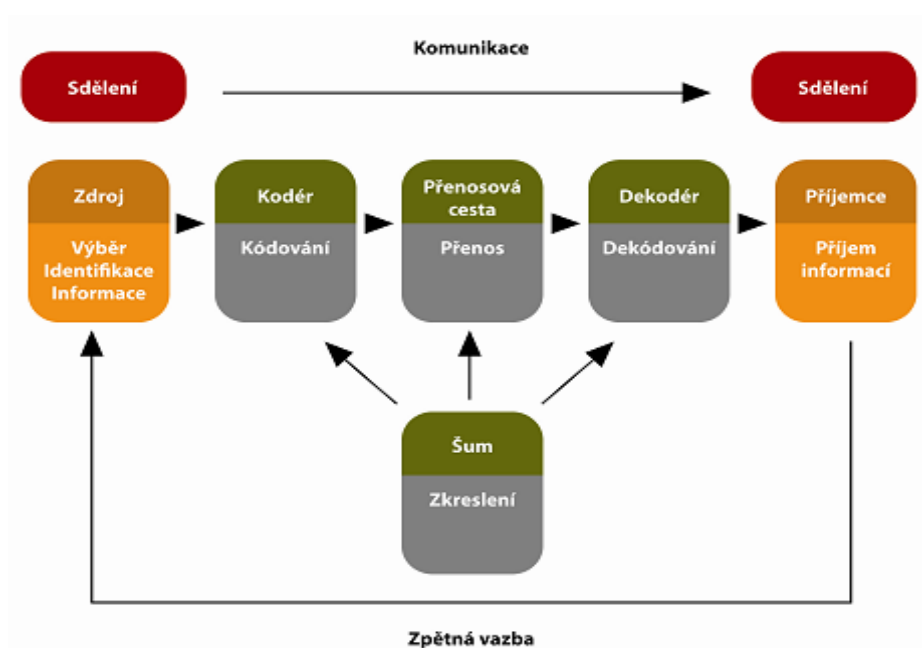 Komunikace
Sdělení
Sdělení
Zdroj
Výběr
Identifikace
Informace
Kodér
Kódování
Přenosová
cesta
Přenos
Dekodér
Dekódování
Příjemce
Příjem
informací
Šum
Zkreslení
Zpětná vazba